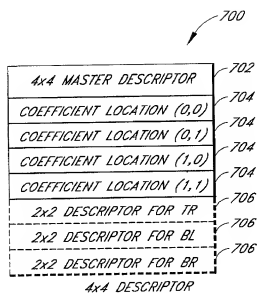 700
4x4 MASTER DESCRIPTOR 702
COEFFICIENT LOCATION (0,0) 704
COEFFICIENT LOCATION (0,1) 704
COEFFICIENT LOCATION (1,0) 704
COEFFICIENT LOCATION (1,1) 704
2x2 DESCRIPTOR FOR TR 706
2x2 DESCRIPTOR FOR BL 706
2x2 DESCRIPTOR FOR BR 706
4x4 DESCRIPTOR